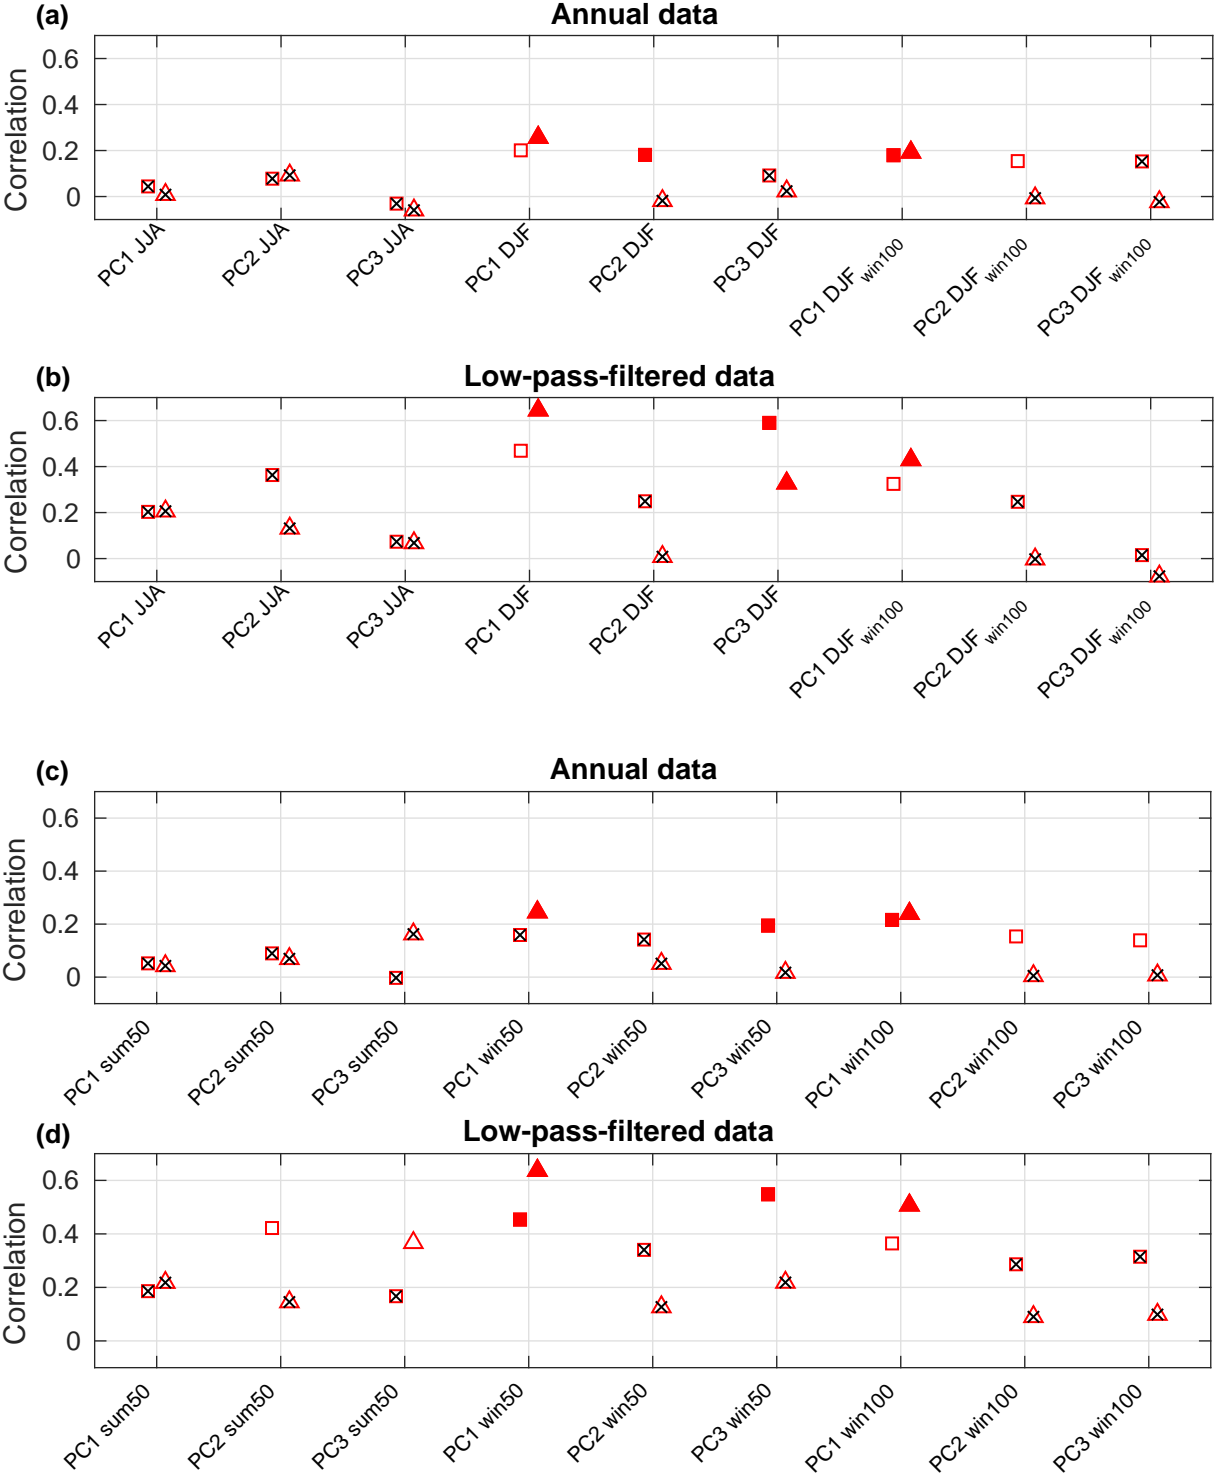 (a)
Annual data
Correlation
0.6
0.4
0.2
0
PC1 JJA
PC2 JJA
PC3 JJA
PC1 DJF
PC2 DJF
PC3 DJF
PC1 DJF win100
PC2 DJF win100
PC3 DJF win100
(b)
Low-pass-filtered data
Correlation
0.6
0.4
0.2
0
PC1 JJA
PC2 JJA
PC3 JJA
PC1 DJF
PC2 DJF
PC3 DJF
PC1 DJF win100
PC2 DJF win100
PC3 DJF win100
(c)
Annual data
Correlation
0.6
0.4
0.2
0
PC1 sum50
PC2 sum50
PC3 sum50
PC1 win50
PC2 win50
PC3 win50
PC1 win100
PC2 win100
PC3 win100
(d)
Low-pass-filtered data
Correlation
0.6
0.4
0.2
0
PC1 sum50
PC2 sum50
PC3 sum50
PC1 win50
PC2 win50
PC3 win50
PC1 win100
PC2 win100
PC3 win100